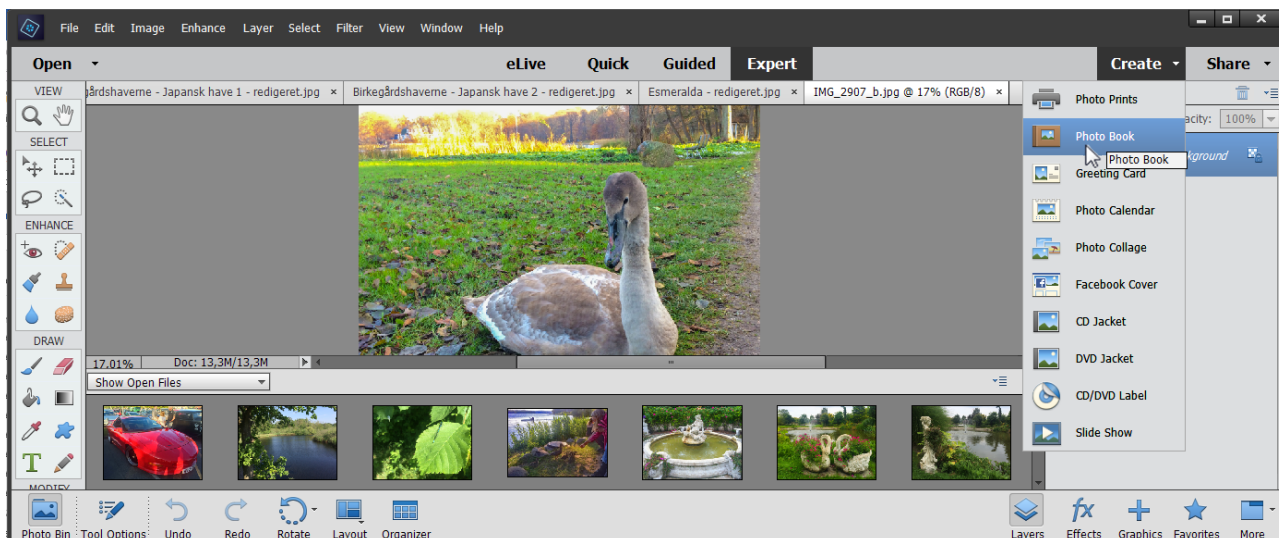 File Edit Image Enhance Layer Select Filter View Window Help
Open eLive Quick Guided Expert Create Share
VIEW
gårdshaverne - Japansk have 1 - redigeret.jpg × Birkegårdshaverne - Japansk have 2 - redigeret.jpg × Esmeralda - redigeret.jpg × IMG_2907_b.jpg @ 17% (RGB/8) ×
Photo Prints
acity: 100%
SELECT
Photo Book
Photo Book
kground
Greeting Card
Photo Calendar
ENHANCE
Photo Collage
Facebook Cover
CD Jacket
DRAW
17.01% Doc: 13,3M/13,3M
DVD Jacket
Show Open Files
CD/DVD Label
Slide Show
MODIFY
Photo Bin Tool Options Undo Redo Rotate Layout Organizer Layers Effects Graphics Favorites More